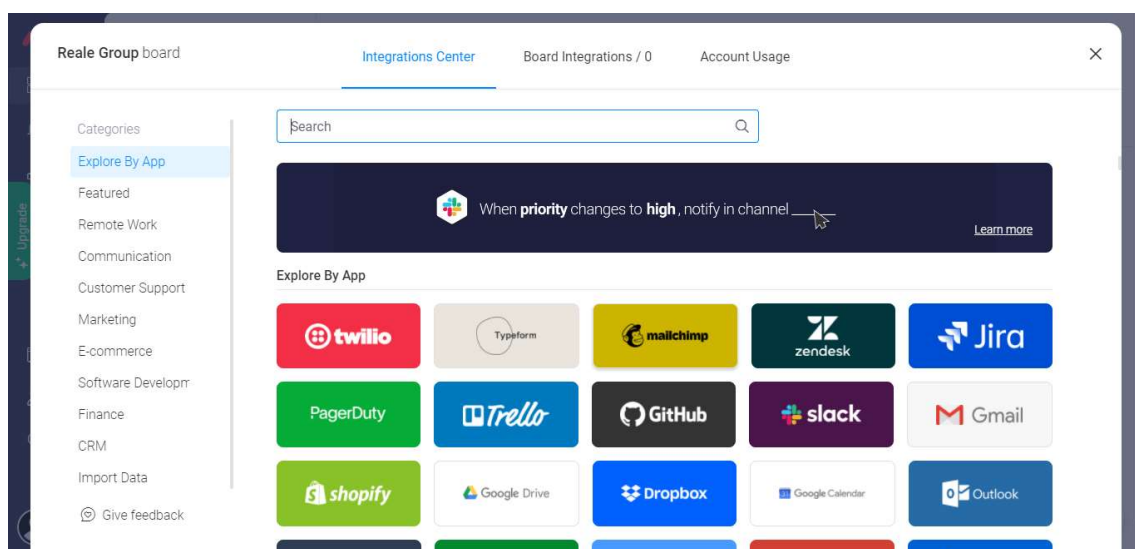 Reale Group board
Integrations Center
Board Integrations / 0
Account Usage
Search
Categories
Explore By App
Featured
Remote Work
Communication
Customer Support
Marketing
E-commerce
Software Developm
Finance
CRM
Import Data
Give feedback
Upgrade
When priority changes to high, notify in channel
Learn more
Explore By App
twilio
Typeform
mailchimp
zendesk
Jira
PagerDuty
Trello
GitHub
slack
Gmail
shopify
Google Drive
Dropbox
Google Calendar
Outlook